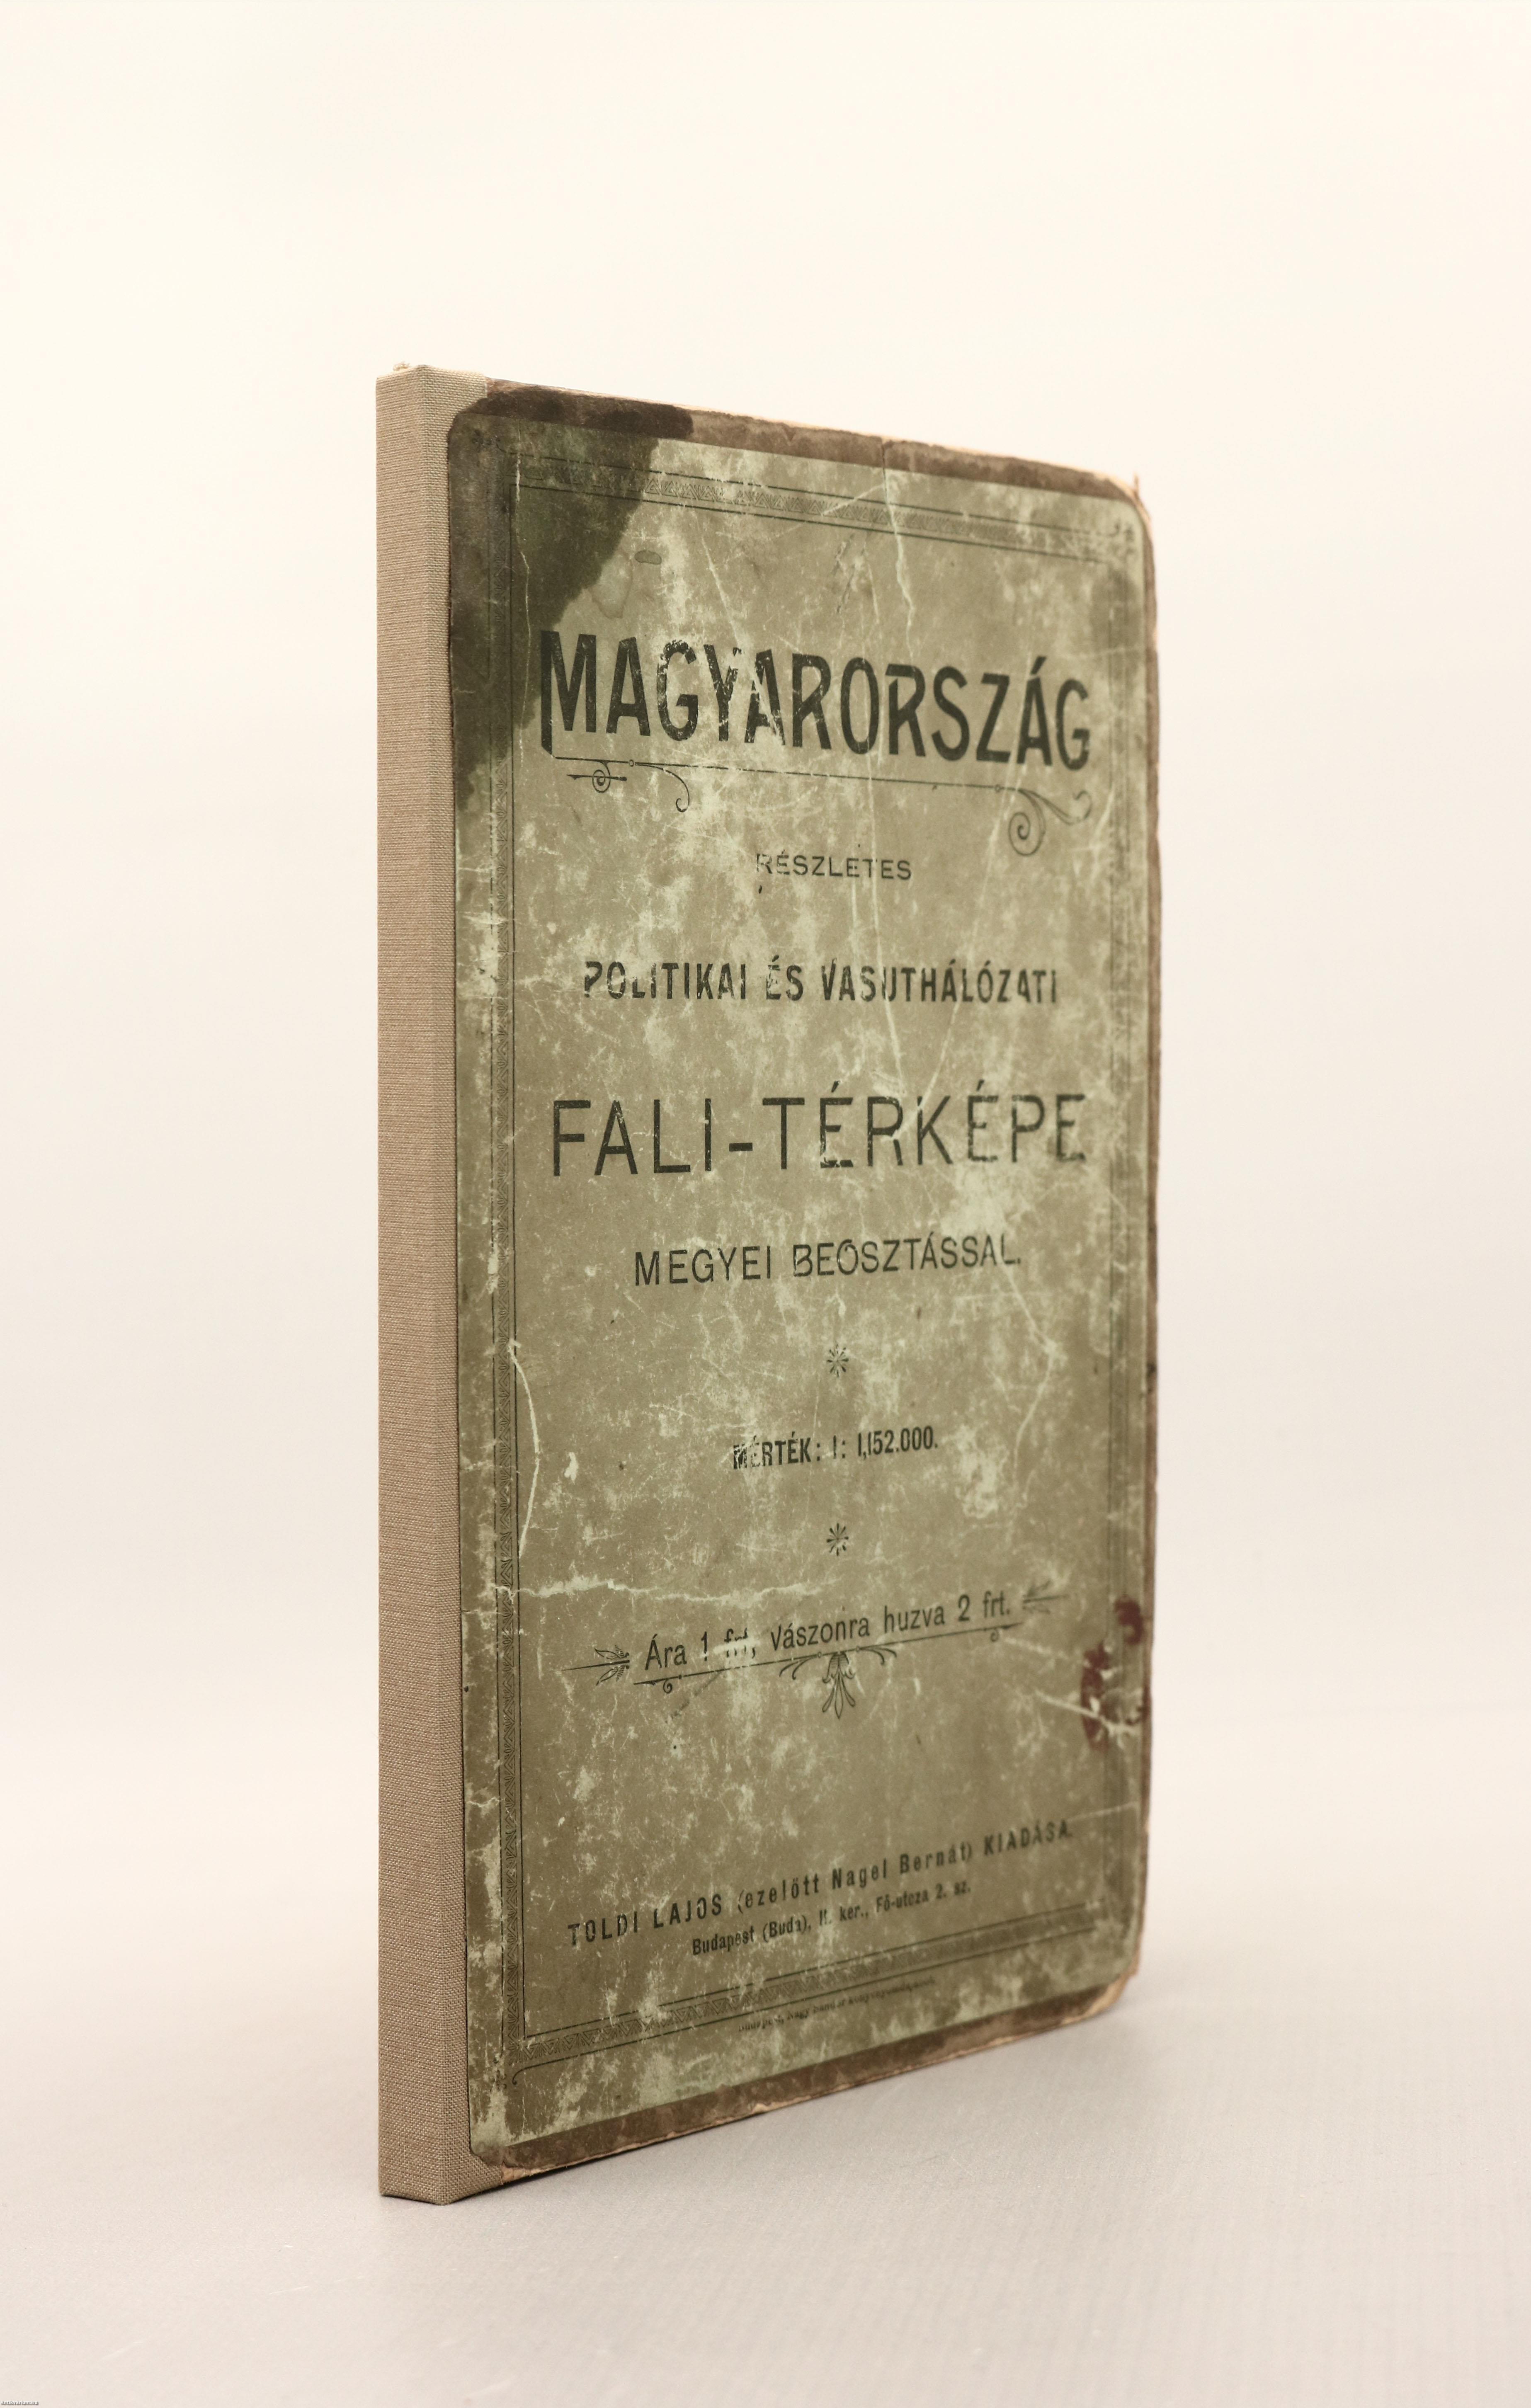 MAGYARORSZÁG
RÉSZLETES
POLITIKAI ÉS VASUTHÁLÓZATI
FALI-TÉRKÉPE
MEGYEI BEOSZTÁSSAL.
MÉRTÉK: 1: 1,152.000.
Ára 1 frt, vászonra huzva 2 frt.
TOLDI LAJOS (ezelőtt Nagel Bernát) KIADÁSA.
Budapest (Buda), II. ker., Fő-utcza 2. sz.